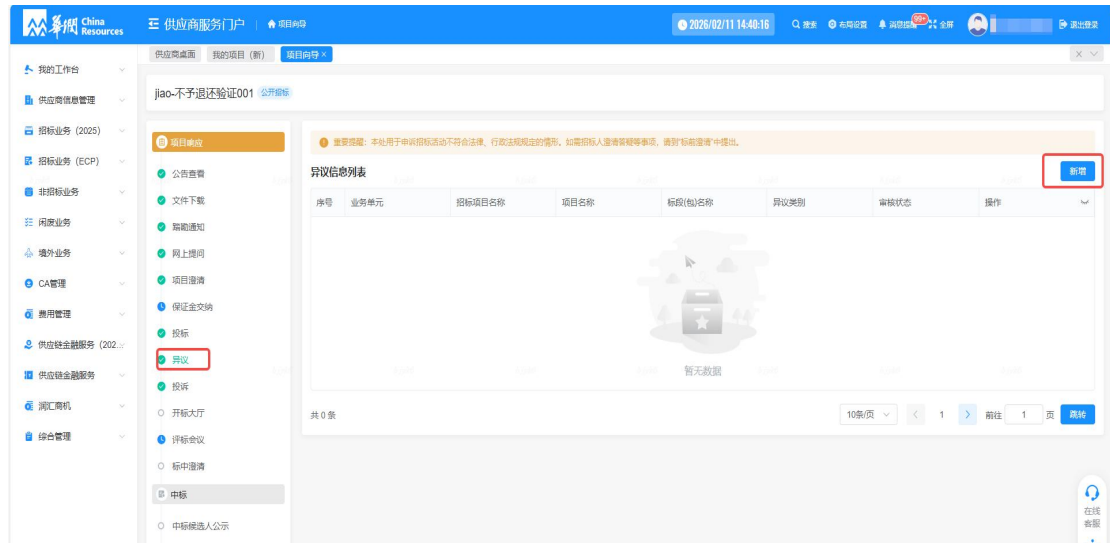 華潤 China Resources
供应商服务门户 项目向导 2026/02/11 14:40:16 搜索 布局设置 消息提醒 99+ 全屏 退出登录
供应商桌面 我的项目（新） 项目向导 ×
我的工作台
供应商信息管理
招标业务（2025）
招标业务（ECP）
非招标业务
闲废业务
境外业务
CA管理
费用管理
供应链金融服务（202...
供应链金融服务
润汇商机
综合管理
jiao-不予退还验证001 公开招标
项目响应
公告查看
文件下载
踏勘通知
网上提问
项目澄清
保证金交纳
投标
异议
投诉
开标大厅
评标会议
标中澄清
中标
中标候选人公示
重要提醒：本处用于申诉招标活动不符合法律，行政法规规定的情形。如需招标人澄清答疑等事项，请到"标前澄清"中提出。
异议信息列表 新增
序号 业务单元 招标项目名称 项目名称 标段(包)名称 异议类别 审核状态 操作
暂无数据
共 0 条 10条/页 < 1 > 前往 1 页 跳转
在线
客服